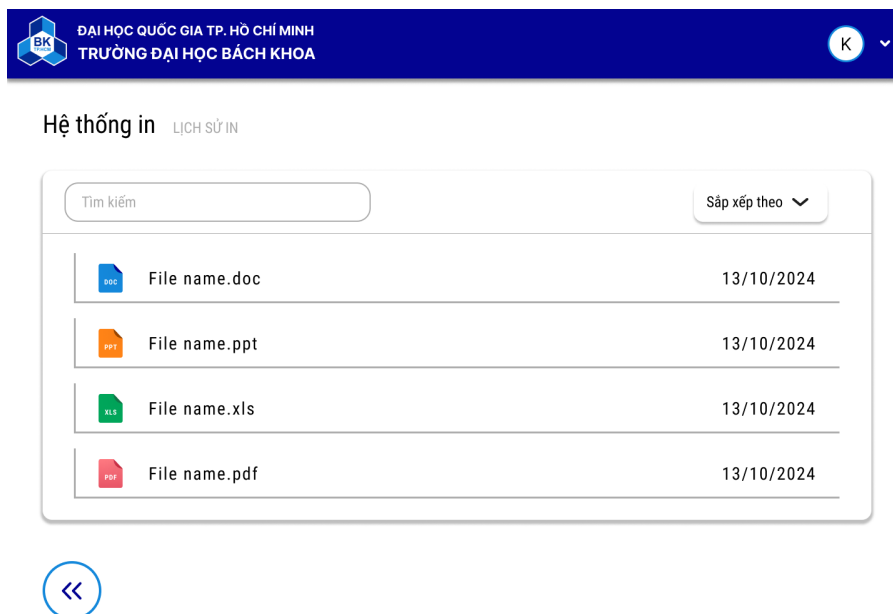 ĐẠI HỌC QUỐC GIA TP. HỒ CHÍ MINH
BK
TP.HCM
TRƯỜNG ĐẠI HỌC BÁCH KHOA
K
Hệ thống in LỊCH SỬ IN
Tìm kiếm
Sắp xếp theo
DOC File name.doc 13/10/2024
PPT File name.ppt 13/10/2024
XLS File name.xls 13/10/2024
PDF File name.pdf 13/10/2024